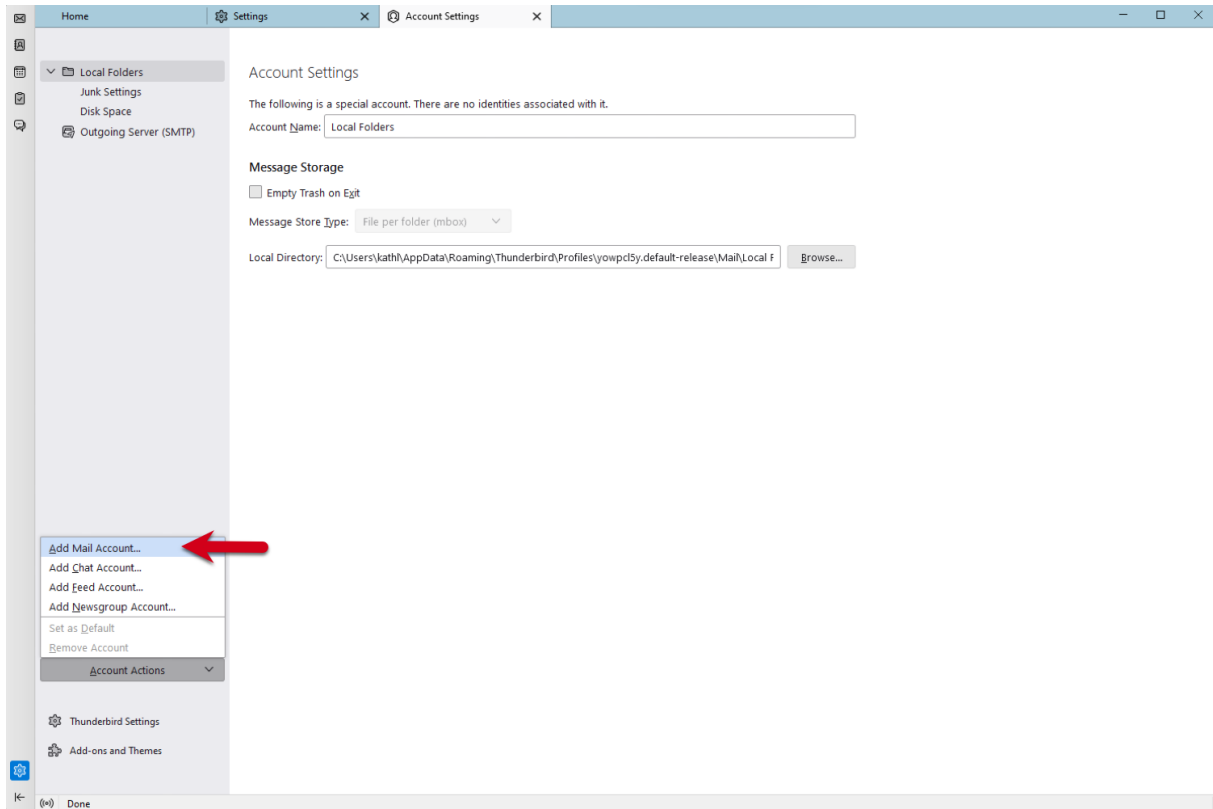 Home
Settings
Account Settings
Local Folders
Junk Settings
Disk Space
Outgoing Server (SMTP)
Account Settings
The following is a special account. There are no identities associated with it.
Account Name: Local Folders
Message Storage
Empty Trash on Exit
Message Store Type: File per folder (mbox)
Local Directory: C:\Users\kathl\AppData\Roaming\Thunderbird\Profiles\yowpcl5y.default-release\Mail\Local F Browse...
Add Mail Account...
Add Chat Account...
Add Feed Account...
Add Newsgroup Account...
Set as Default
Remove Account
Account Actions
Thunderbird Settings
Add-ons and Themes
Done